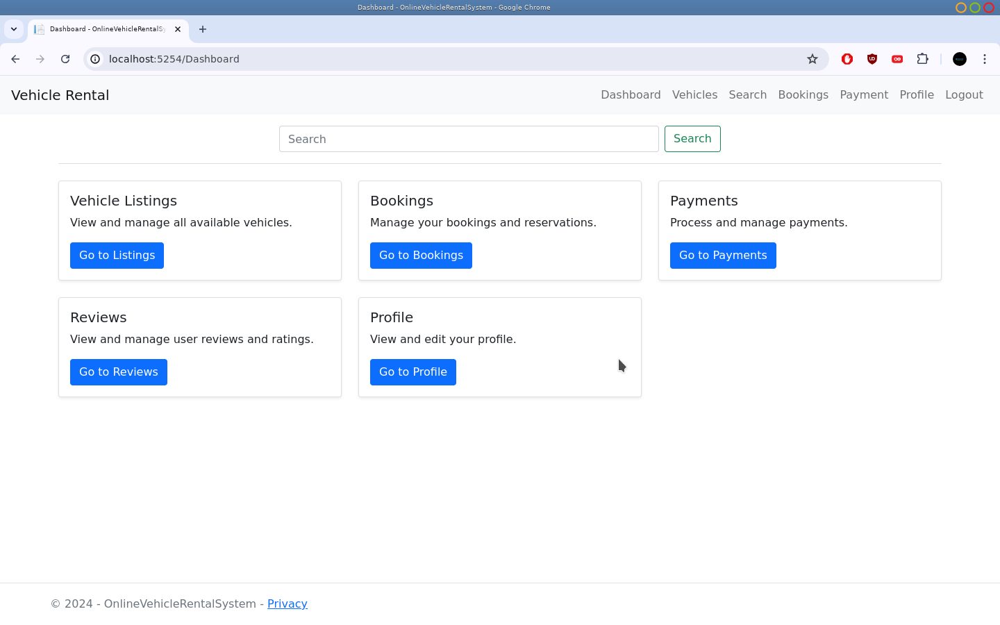 Dashboard - OnlineVehicleRentalSystem - Google Chrome
Dashboard - OnlineVehicleRentalSy
localhost:5254/Dashboard
Vehicle Rental
Dashboard Vehicles Search Bookings Payment Profile Logout
Search Search
Vehicle Listings
View and manage all available vehicles.
Go to Listings
Bookings
Manage your bookings and reservations.
Go to Bookings
Payments
Process and manage payments.
Go to Payments
Reviews
View and manage user reviews and ratings.
Go to Reviews
Profile
View and edit your profile.
Go to Profile
© 2024 - OnlineVehicleRentalSystem - Privacy